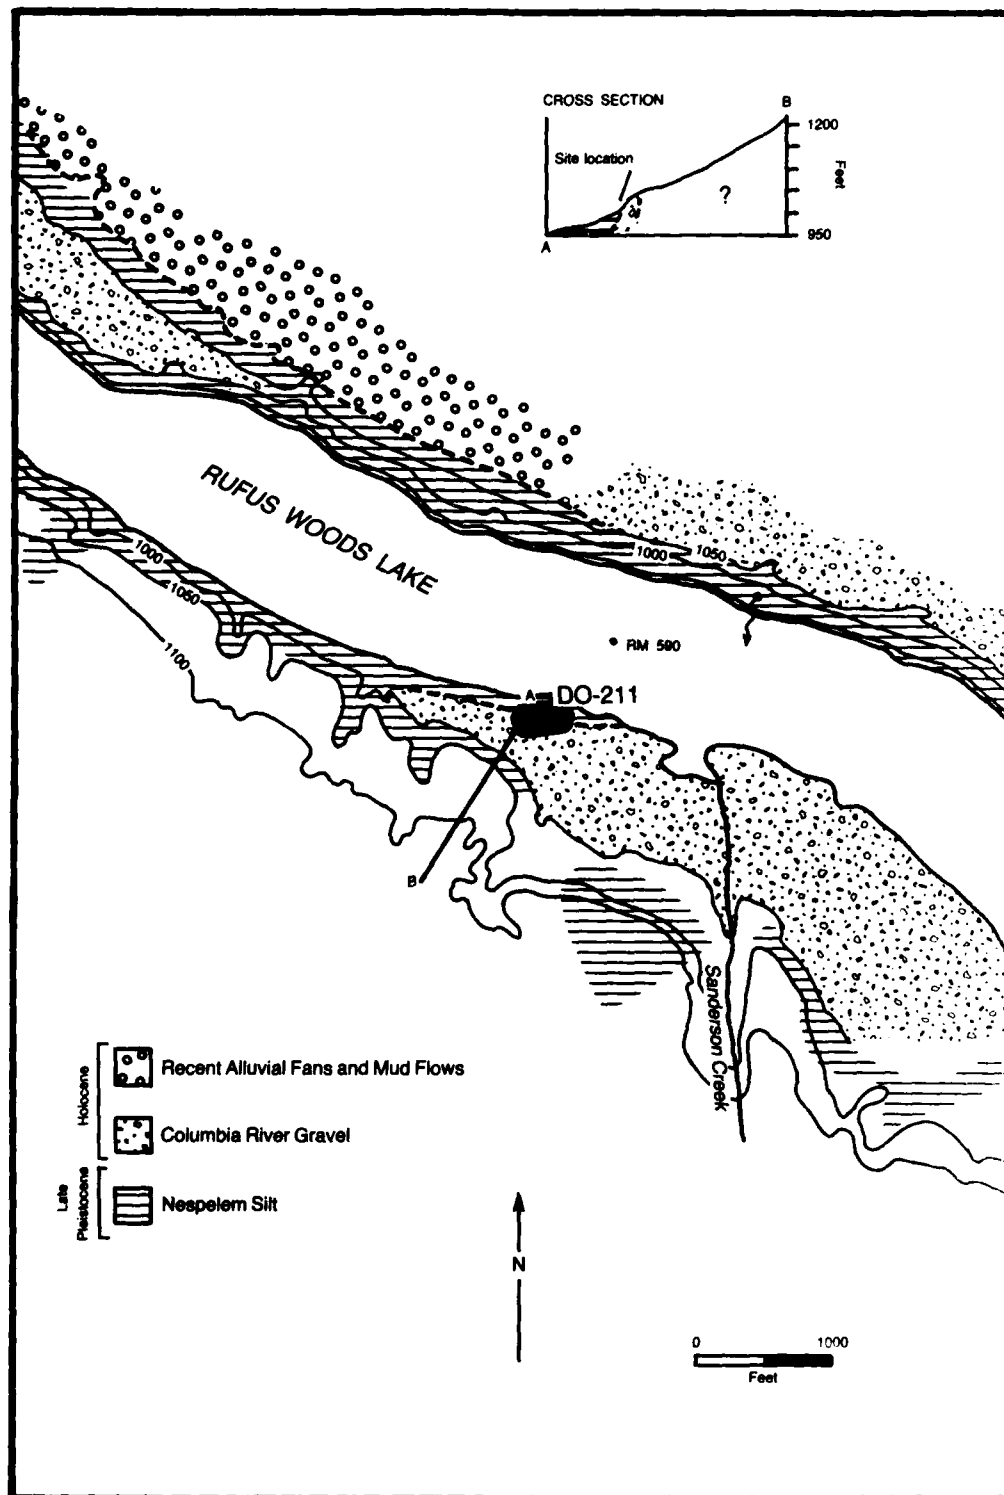 CROSS SECTION
B
1200
Site location
Feet
?
950
A
RUFUS WOODS LAKE
1000
1050
1100
1000
1050
RM 590
A
DO-211
B
Sanderson Creek
Holocene
Recent Alluvial Fans and Mud Flows
Columbia River Gravel
Late
Pleistocene
Nespelem Silt
N
0 1000
Feet